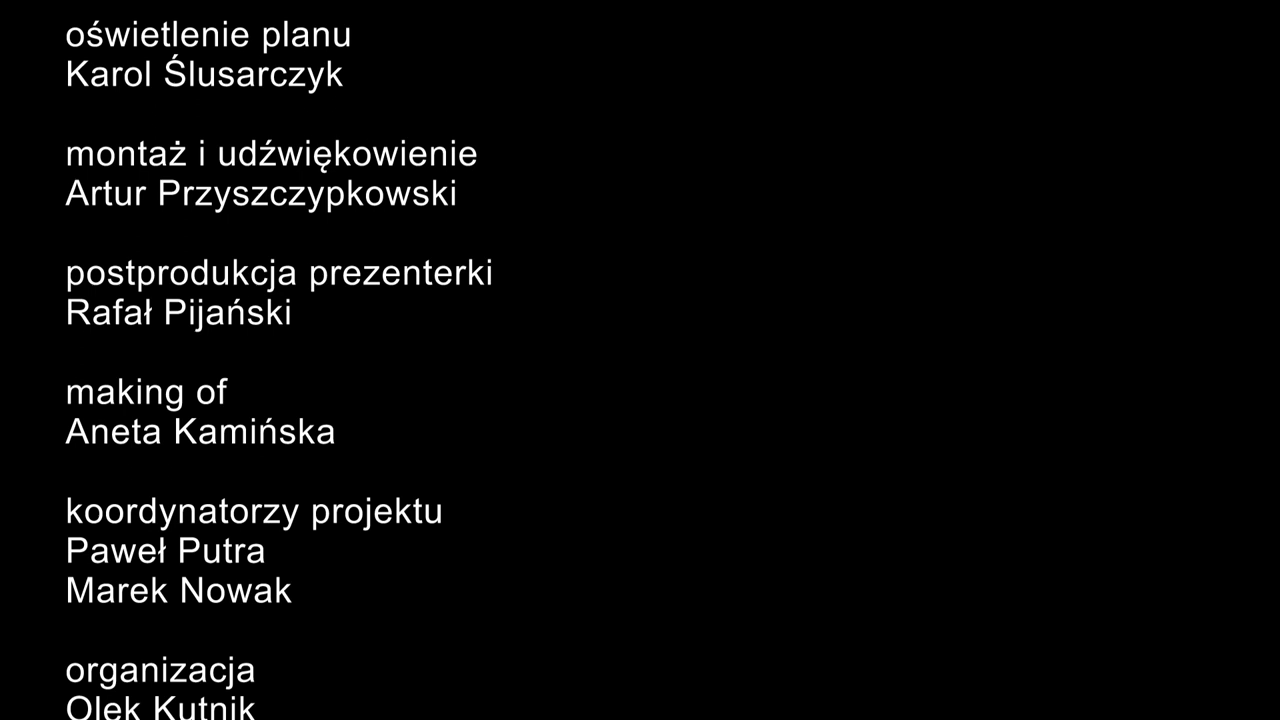 oświetlenie planu
Karol Ślusarczyk
montaż i udźwiękowienie
Artur Przyszczypkowski
postprodukcja prezenterki
Rafał Pijański
making of
Aneta Kamińska
koordynatorzy projektu
Paweł Putra
Marek Nowak
organizacja
Olek Kutnik